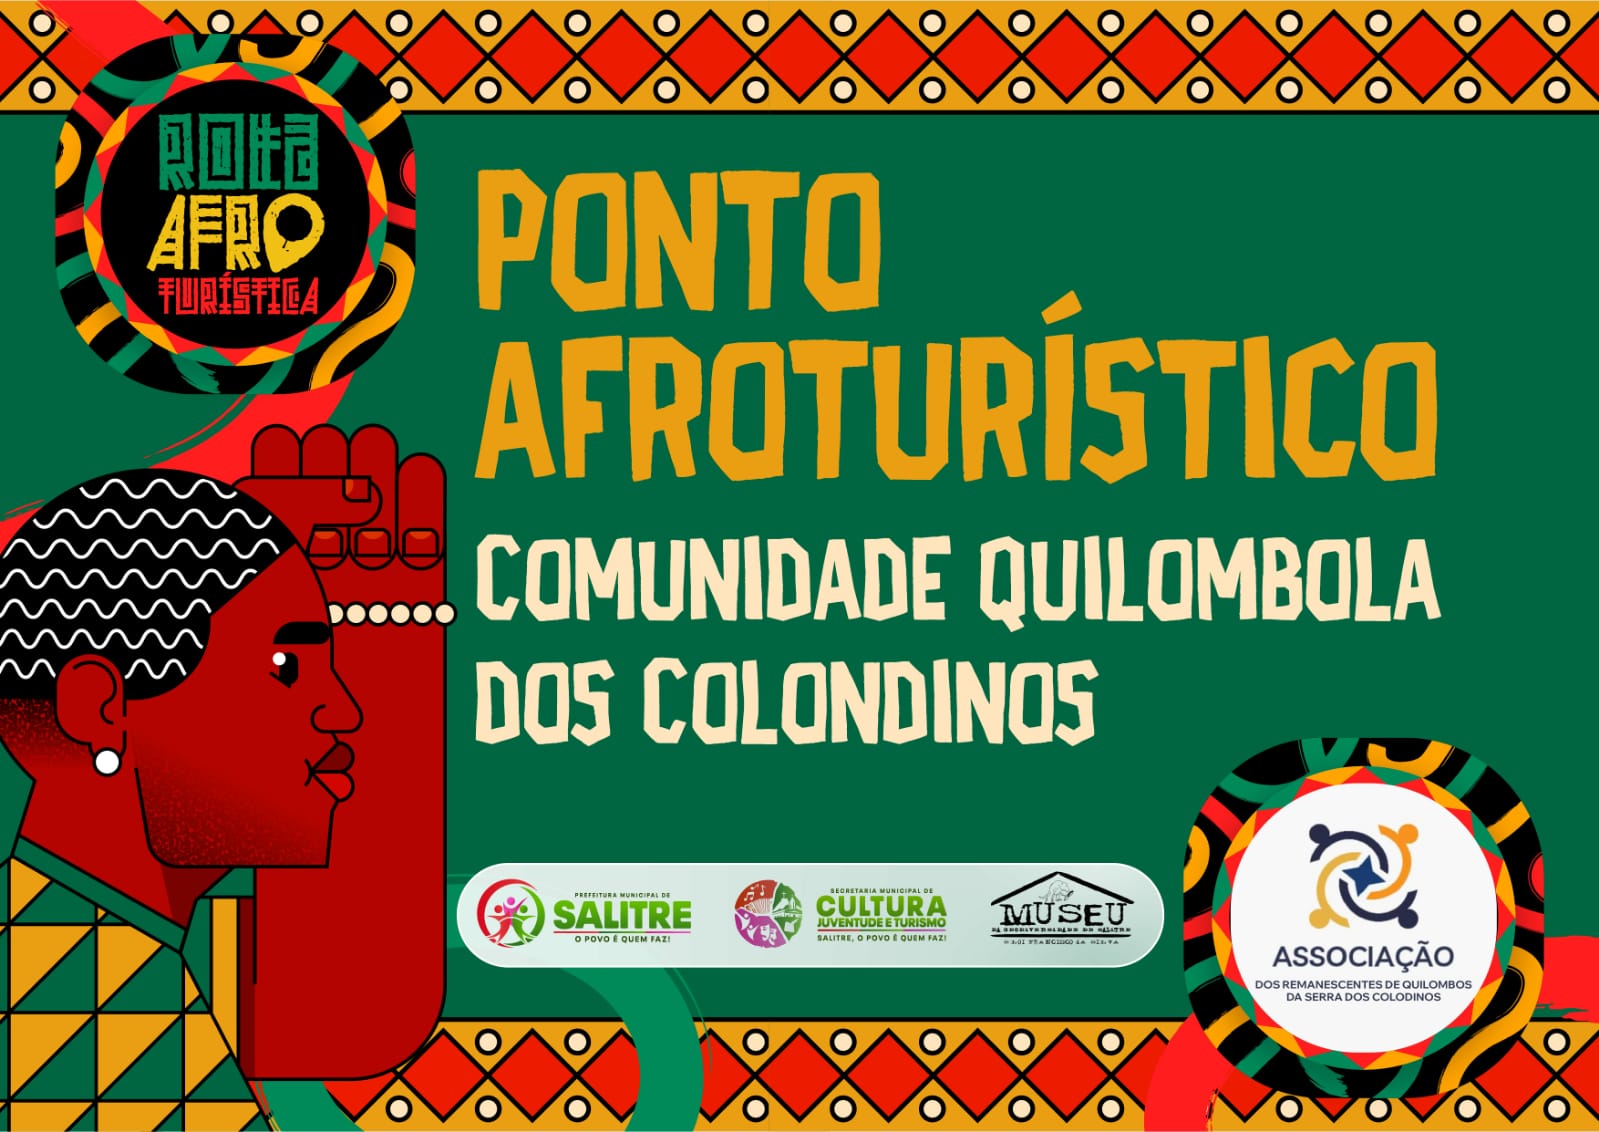 ROTA
AFRO
TURÍSTICA
PONTO
AFROTURÍSTICO
COMUNIDADE QUILOMBOLA
DOS COLONDINOS
PREFEITURA MUNICIPAL DE
SALITRE
O POVO É QUEM FAZ!
SECRETARIA MUNICIPAL DE
CULTURA
JUVENTUDE E TURISMO
SALITRE, O POVO É QUEM FAZ!
MUSEU
ASSOCIAÇÃO
DOS REMANESCENTES DE QUILOMBOS
DA SERRA DOS COLODINOS